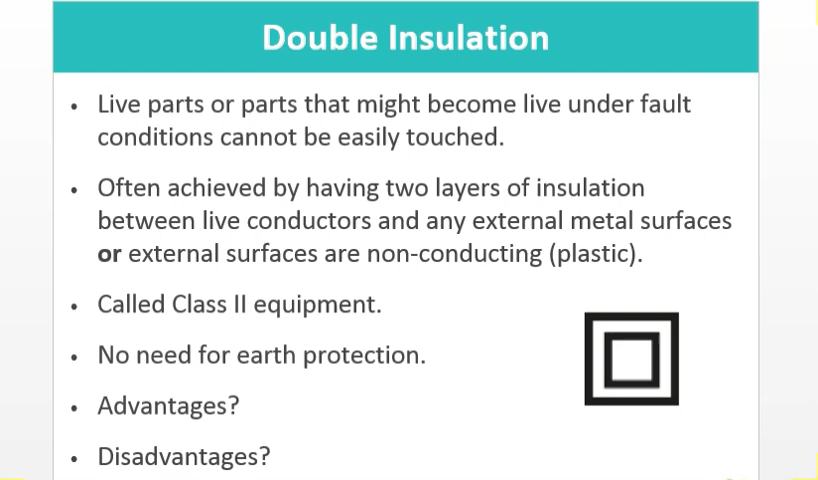 Double Insulation
• Live parts or parts that might become live under fault
conditions cannot be easily touched.
• Often achieved by having two layers of insulation
between live conductors and any external metal surfaces
or external surfaces are non-conducting (plastic).
• Called Class II equipment.
• No need for earth protection.
• Advantages?
• Disadvantages?